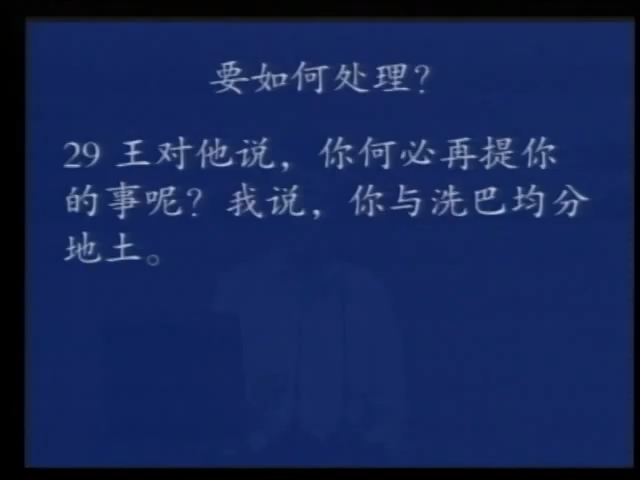 要如何处理？
29 王对他说，你何必再提你
的事呢？我说，你与洗巴均分
地土。